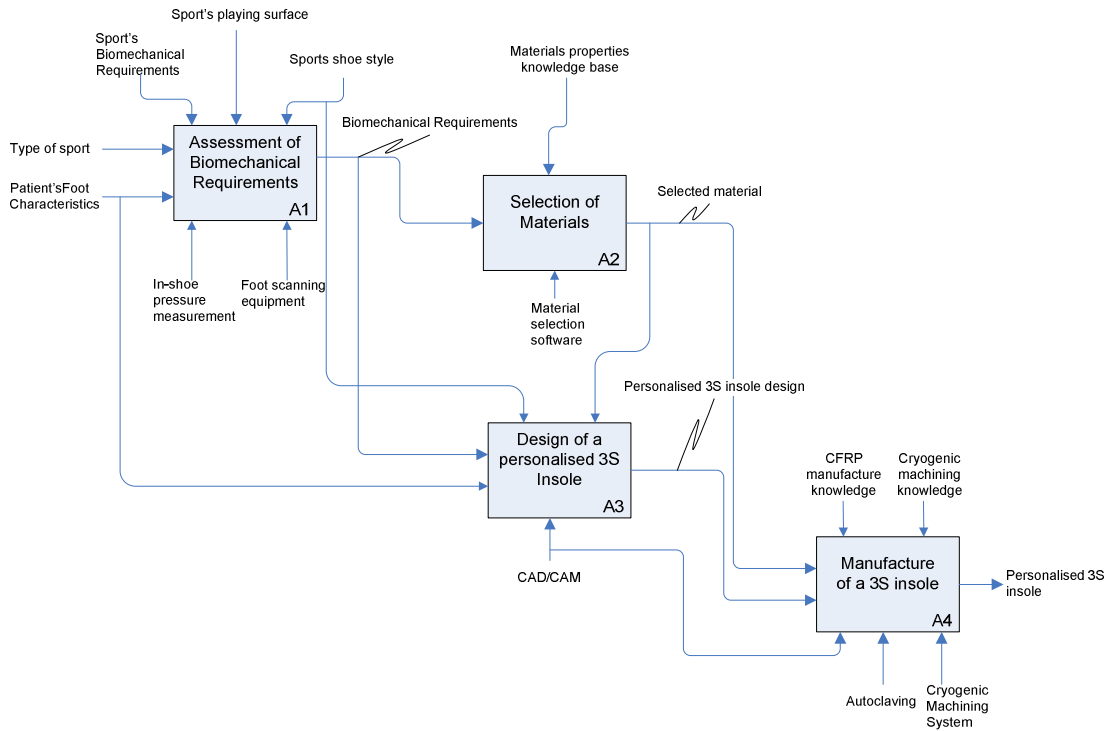 Sport's playing surface
Sport's
Biomechanical
Requirements
Sports shoe style
Materials properties
knowledge base
Biomechanical Requirements
Type of sport
Assessment of
Biomechanical
Requirements
A1
Patient'sFoot
Characteristics
Selected material
Selection of
Materials
A2
In-shoe
pressure
measurement
Foot scanning
equipment
Material
selection
software
Personalised 3S insole design
Design of a
personalised 3S
Insole
A3
CFRP
manufacture
knowledge
Cryogenic
machining
knowledge
CAD/CAM
Manufacture
of a 3S insole
A4
Personalised 3S
insole
Autoclaving
Cryogenic
Machining
System